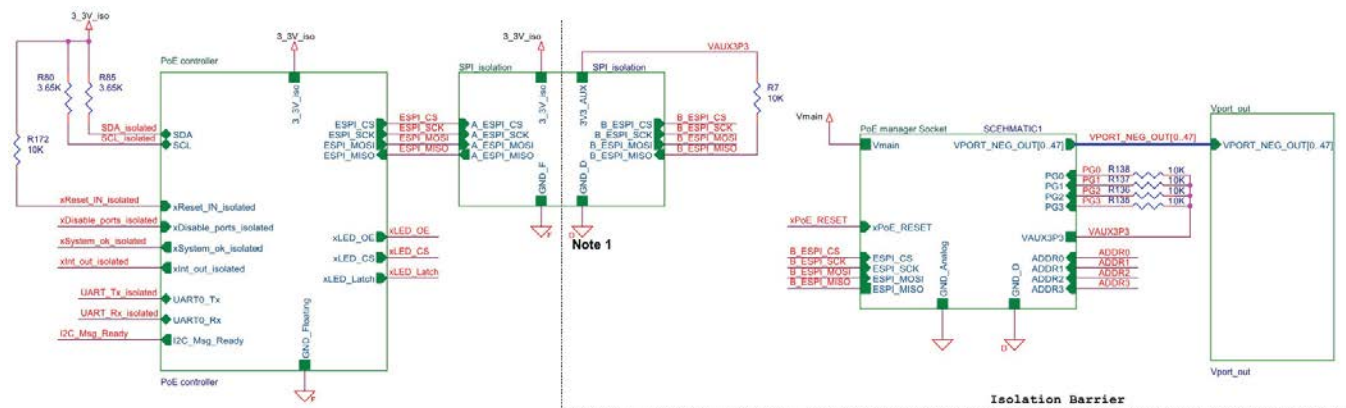 3_3V_iso
R80
3.65K
R85
3.65K
R172
10K
SDA_isolated
SCL_isolated
xReset_IN_isolated
xDisable_ports_isolated
xSystem_ok_isolated
xInt_out_isolated
UART_Tx_isolated
UART_Rx_isolated
I2C_Msg_Ready
PoE controller
3_3V_iso
3_3V_iso
SDA
SCL
xReset_IN_isolated
xDisable_ports_isolated
xSystem_ok_isolated
xInt_out_isolated
UART0_Tx
UART0_Rx
I2C_Msg_Ready
ESPI_CS
ESPI_SCK
ESPI_MOSI
ESPI_MISO
xLED_OE
xLED_CS
xLED_Latch
GND_Floating
F
PoE controller
ESPI_CS
ESPI_SCK
ESPI_MOSI
ESPI_MISO
xLED_OE
xLED_CS
xLED_Latch
3_3V_iso
SPI_isolation
3_3V_iso
A_ESPI_CS
A_ESPI_SCK
A_ESPI_MOSI
A_ESPI_MISO
GND_F
F
VAUX3P3
SPI_isolation
3V3_AUX
B_ESPI_CS
B_ESPI_SCK
B_ESPI_MOSI
B_ESPI_MISO
GND_D
D
Note 1
B_ESPI_CS
B_ESPI_SCK
B_ESPI_MOSI
B_ESPI_MISO
R7
10K
Vmain
xPoE_RESET
B_ESPI_CS
B_ESPI_SCK
B_ESPI_MOSI
B_ESPI_MISO
PoE manager Socket
SCEHMATIC1
Vmain
VPORT_NEG_OUT[0..47]
PG0
PG1
PG2
PG3
xPoE_RESET
VAUX3P3
ESPI_CS
ESPI_SCK
ESPI_MOSI
ESPI_MISO
GND_Analog
GND_D
ADDR0
ADDR1
ADDR2
ADDR3
D
VPORT_NEG_OUT[0..47]
PG0 R138 10K
PG1 R137 10K
PG2 R136 10K
PG3 R135 10K
VAUX3P3
ADDR0
ADDR1
ADDR2
ADDR3
Vport_out
VPORT_NEG_OUT[0..47]
Vport_out
Isolation Barrier